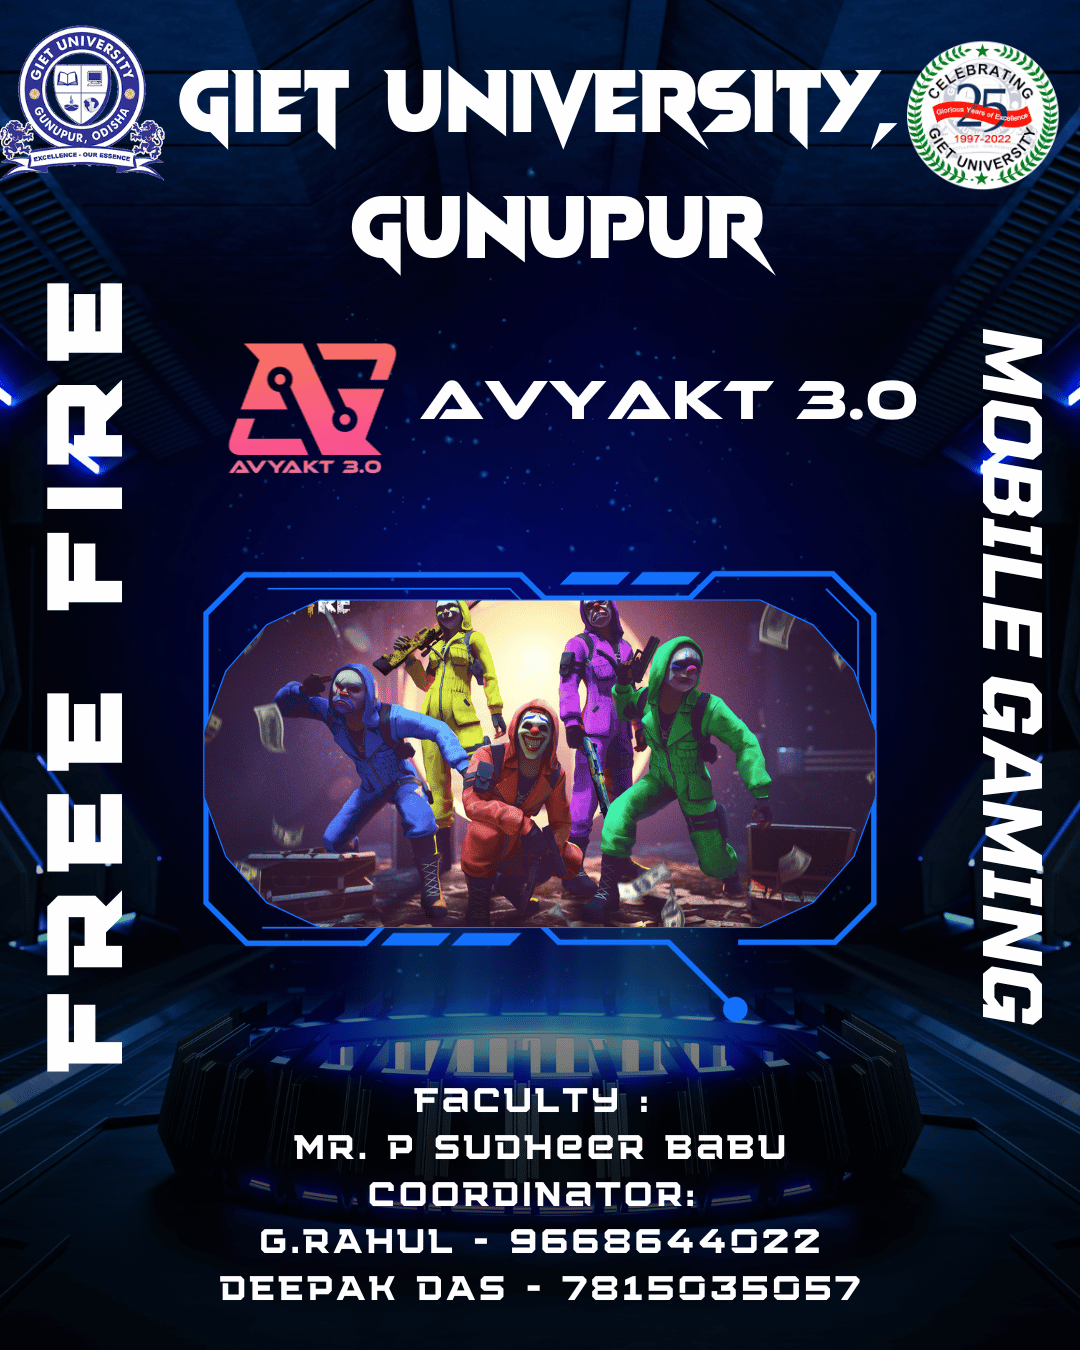 GIET UNIVERSITY
GUNUPUR, ODISHA
EXCELLENCE - OUR ESSENCE
GIET UNIVERSITY,
GUNUPUR
CELEBRATING
25
Glorious Years of Excellence
1997-2022
GIET UNIVERSITY
AVYAKT 3.0
AVYAKT 3.0
FREE FIRE
MOBILE GAMING
FACULTY :
MR. P SUDHEER BABU
COORDINATOR:
G.RAHUL - 9668644022
DEEPAK DAS - 7815035057